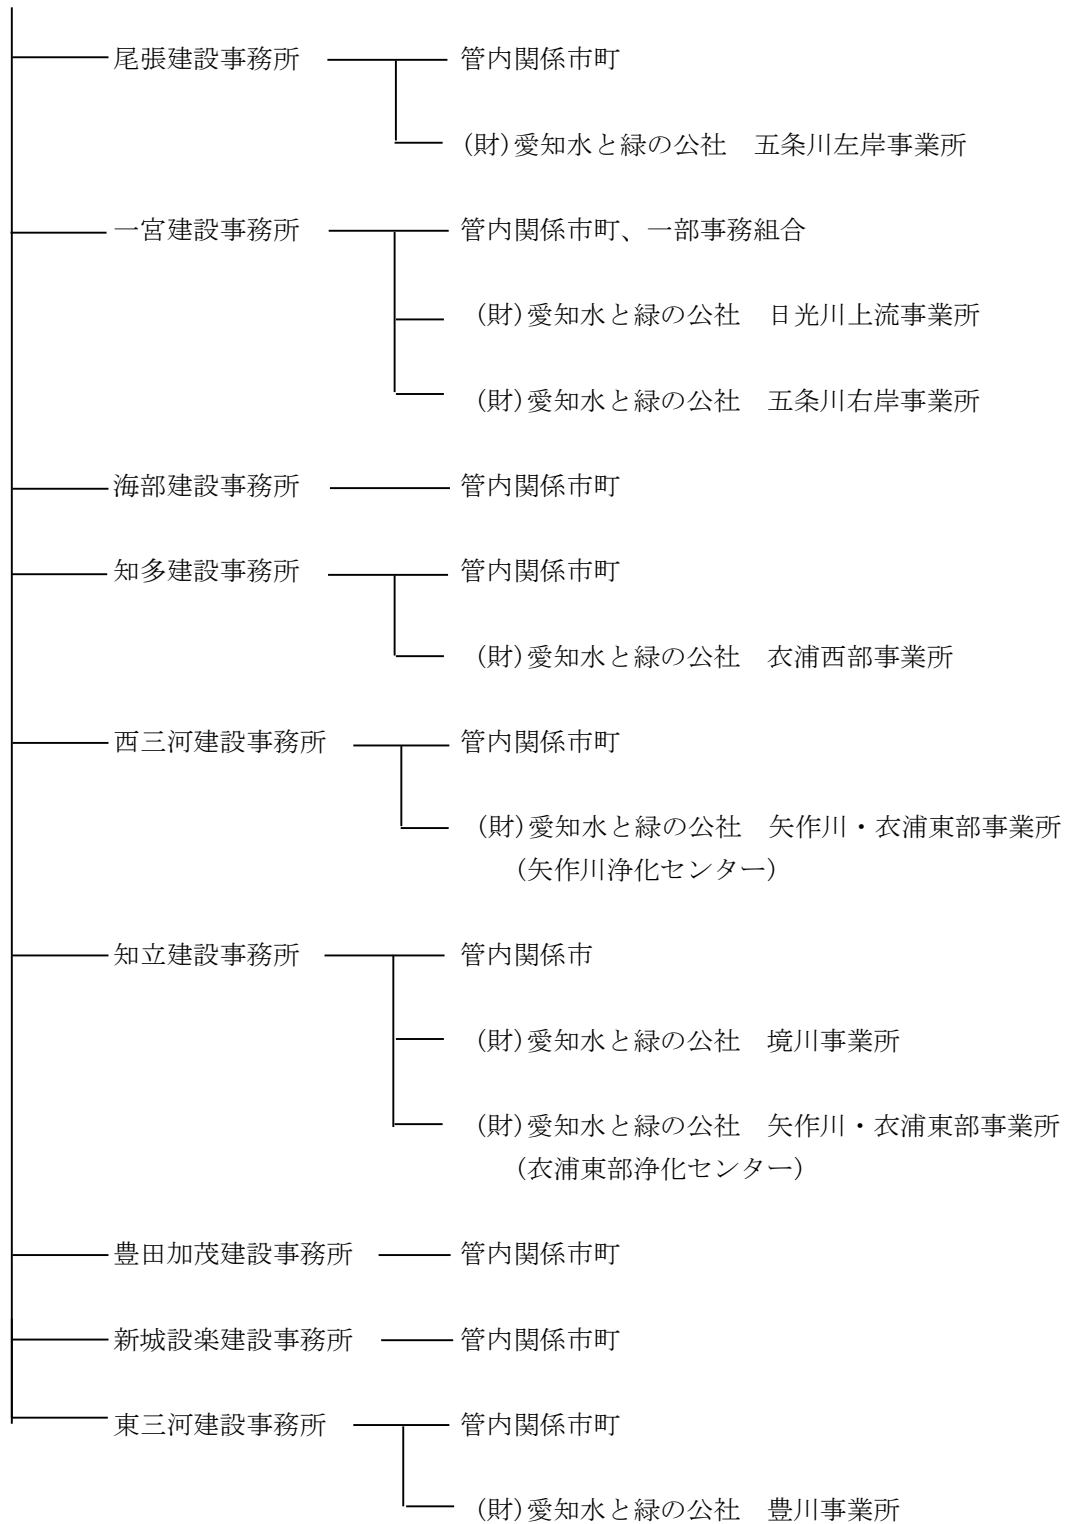 尾張建設事務所 管内関係市町
(財)愛知水と緑の公社 五条川左岸事業所
一宮建設事務所 管内関係市町、一部事務組合
(財)愛知水と緑の公社 日光川上流事業所
(財)愛知水と緑の公社 五条川右岸事業所
海部建設事務所 管内関係市町
知多建設事務所 管内関係市町
(財)愛知水と緑の公社 衣浦西部事業所
西三河建設事務所 管内関係市町
(財)愛知水と緑の公社 矢作川・衣浦東部事業所
(矢作川浄化センター)
知立建設事務所 管内関係市
(財)愛知水と緑の公社 境川事業所
(財)愛知水と緑の公社 矢作川・衣浦東部事業所
(衣浦東部浄化センター)
豊田加茂建設事務所 管内関係市町
新城設楽建設事務所 管内関係市町
東三河建設事務所 管内関係市町
(財)愛知水と緑の公社 豊川事業所